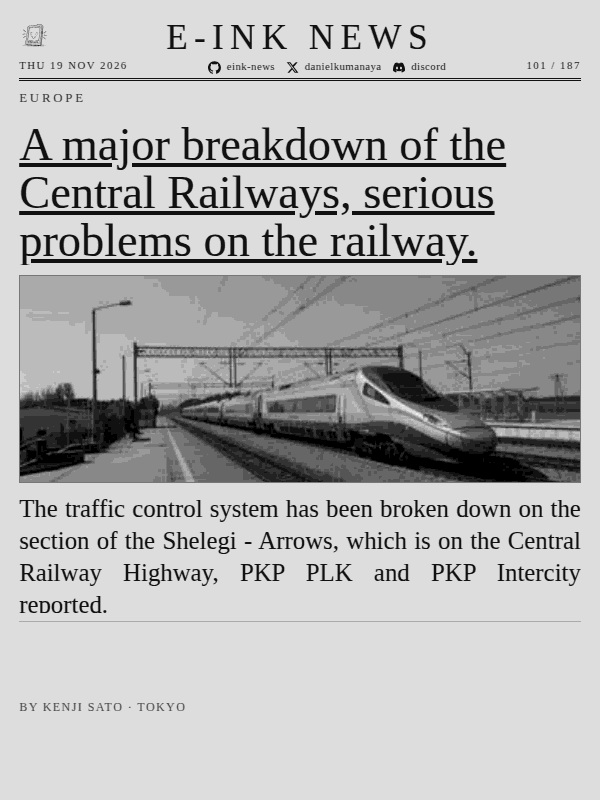 E-INK NEWS
THU 19 NOV 2026
eink-news
danielkumanaya
discord
101 / 187
EUROPE
A major breakdown of the
Central Railways, serious
problems on the railway.
The traffic control system has been broken down on the
section of the Shelegi - Arrows, which is on the Central
Railway Highway, PKP PLK and PKP Intercity
reported.
BY KENJI SATO · TOKYO